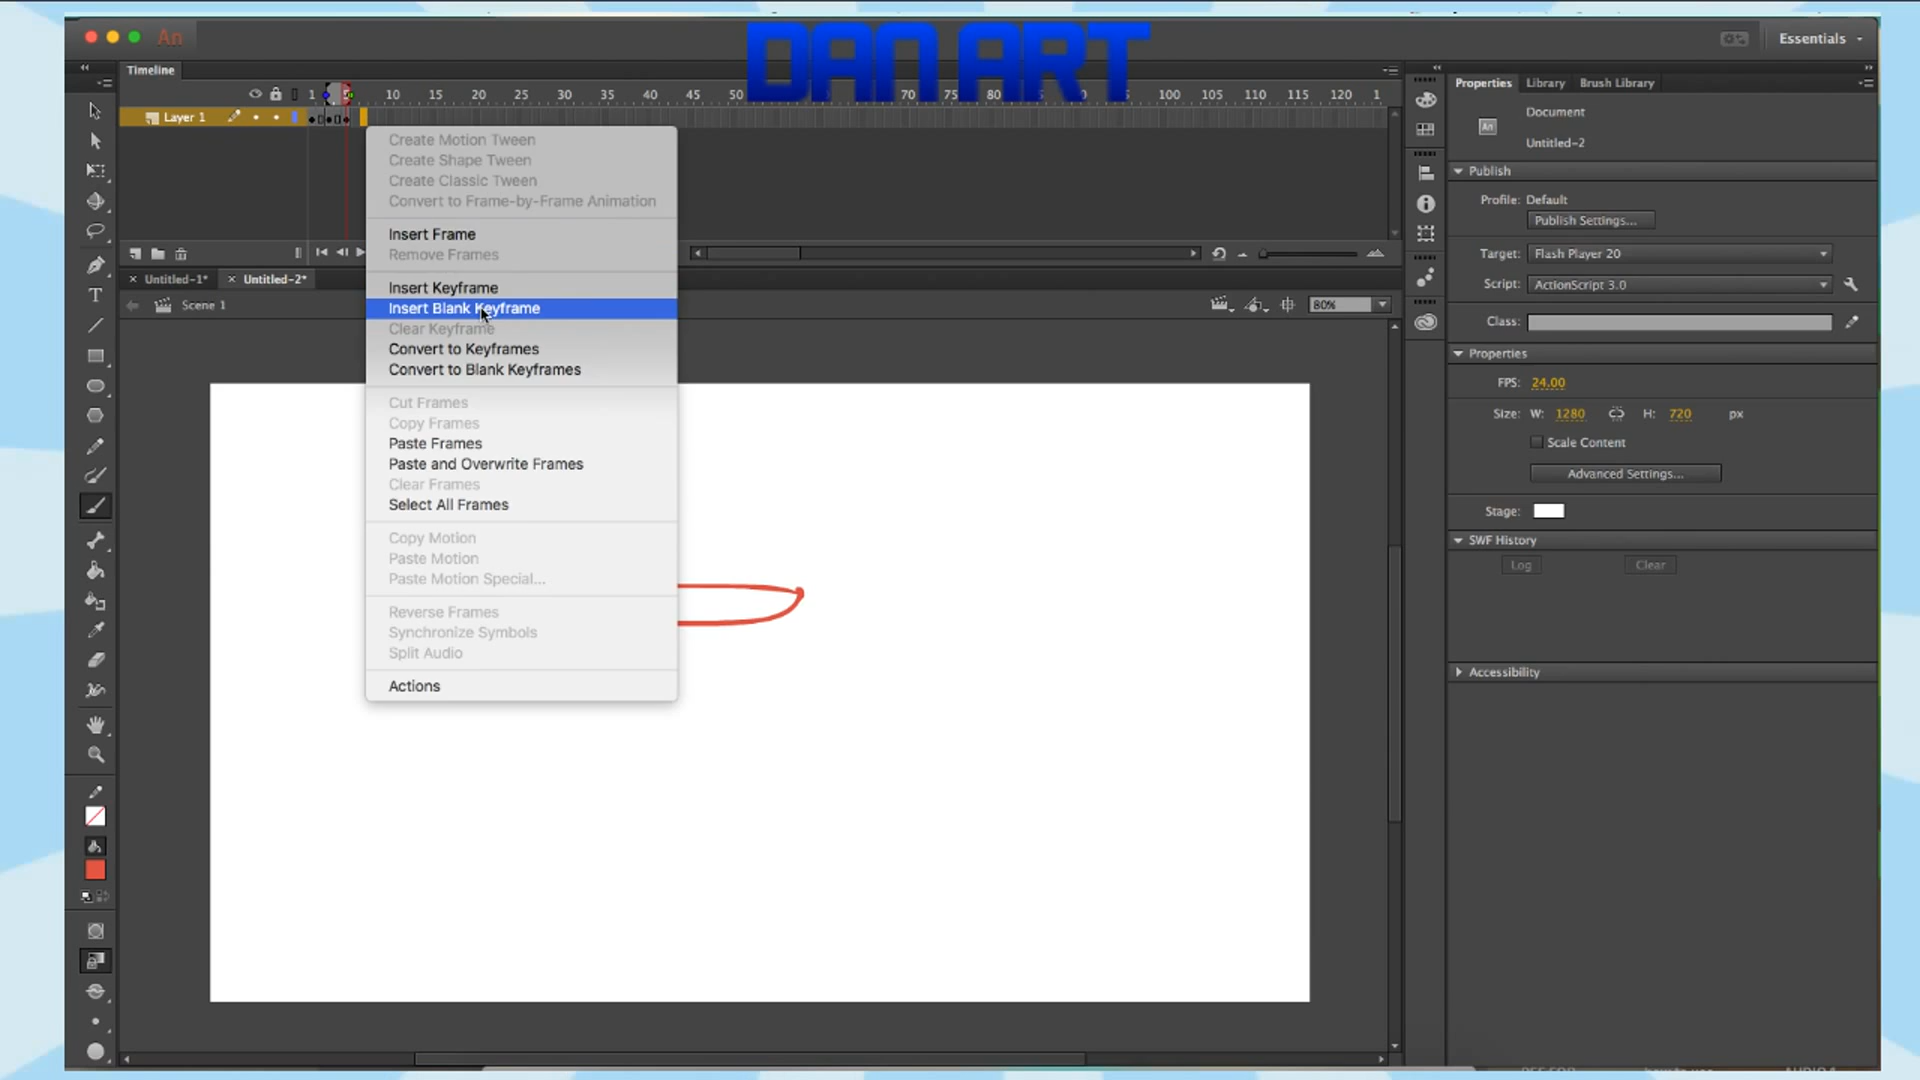 DAN ART
An
Essentials
Timeline
1 5 10 15 20 25 30 35 40 45 50 70 75 80 100 105 110 115 120 1
Layer 1
Create Motion Tween
Create Shape Tween
Create Classic Tween
Convert to Frame-by-Frame Animation
Insert Frame
Remove Frames
Insert Keyframe
Insert Blank Keyframe
Clear Keyframe
Convert to Keyframes
Convert to Blank Keyframes
Cut Frames
Copy Frames
Paste Frames
Paste and Overwrite Frames
Clear Frames
Select All Frames
Copy Motion
Paste Motion
Paste Motion Special...
Reverse Frames
Synchronize Symbols
Split Audio
Actions
Untitled-1* Untitled-2*
Scene 1
80%
Properties Library Brush Library
Document
An
Untitled-2
Publish
Profile: Default
Publish Settings...
Target: Flash Player 20
Script: ActionScript 3.0
Class:
Properties
FPS: 24.00
Size: W: 1280 H: 720 px
Scale Content
Advanced Settings...
Stage:
SWF History
Log Clear
Accessibility